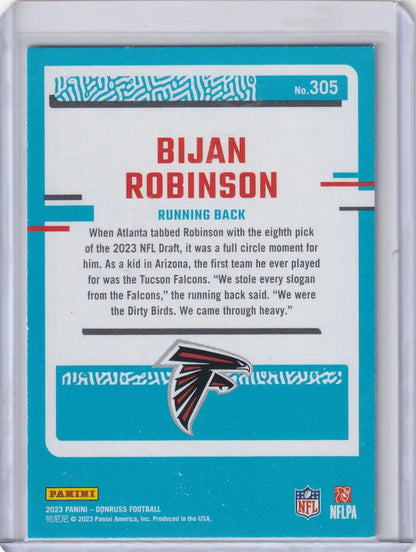 No. 305
BIJAN
ROBINSON
RUNNING BACK
When Atlanta tabbed Robinson with the eighth pick
of the 2023 NFL Draft, it was a full circle moment for
him. As a kid in Arizona, the first team he ever played
for was the Tucson Falcons. “We stole every slogan
from the Falcons,” the running back said. “We were
the Dirty Birds. We came through heavy.”
PANINI
2023 PANINI – DONRUSS FOOTBALL
帕尼尼 © 2023 Panini America, Inc. Produced in the USA.
NFL
NFLPA